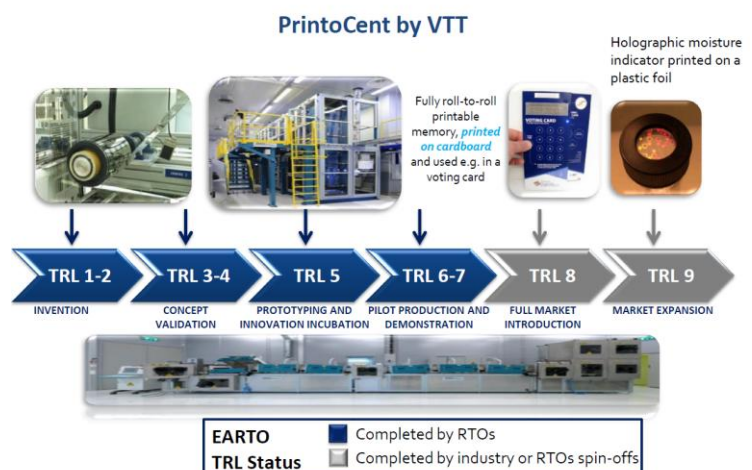 PrintoCent by VTT
Holographic moisture
indicator printed on a
plastic foil
Fully roll-to-roll
printable
memory, printed
on cardboard
and used e.g. in a
voting card
VOTING CARD
TRL 1-2
TRL 3-4
TRL 5
TRL 6-7
TRL 8
TRL 9
INVENTION
CONCEPT
VALIDATION
PROTOTYPING AND
INNOVATION INCUBATION
PILOT PRODUCTION AND
DEMONSTRATION
FULL MARKET
INTRODUCTION
MARKET EXPANSION
EARTO
TRL Status
Completed by RTOs
Completed by industry or RTOs spin-offs